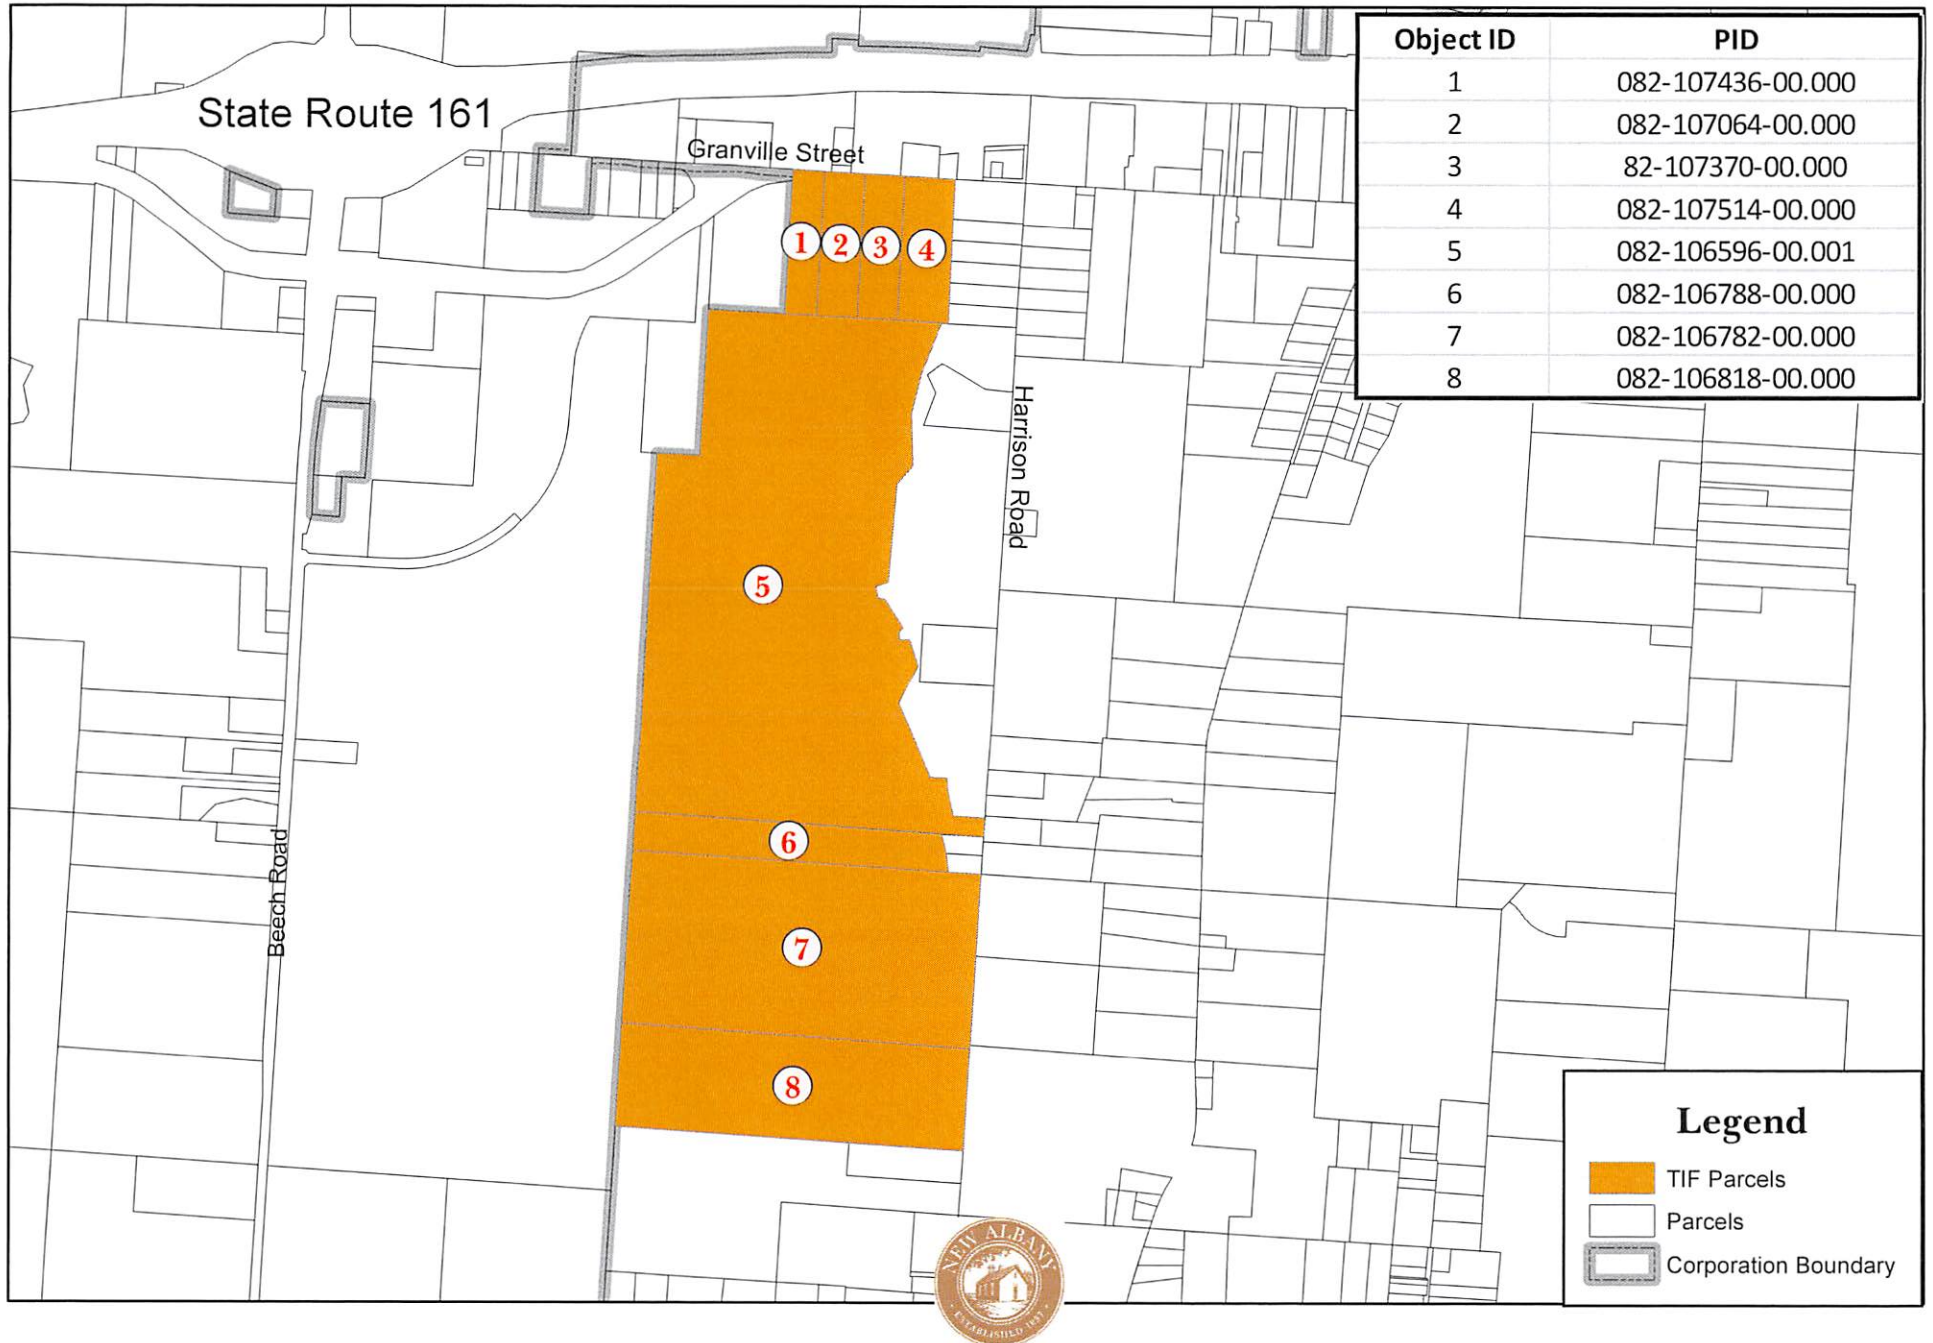 Object ID PID
1 082-107436-00.000
2 082-107064-00.000
3 82-107370-00.000
4 082-107514-00.000
5 082-106596-00.001
6 082-106788-00.000
7 082-106782-00.000
8 082-106818-00.000
State Route 161
Granville Street
1 2 3 4
Harrison Road
5
6
Beech Road
7
8
Legend
TIF Parcels
Parcels
Corporation Boundary
NEW ALBANY
ESTABLISHED 1837